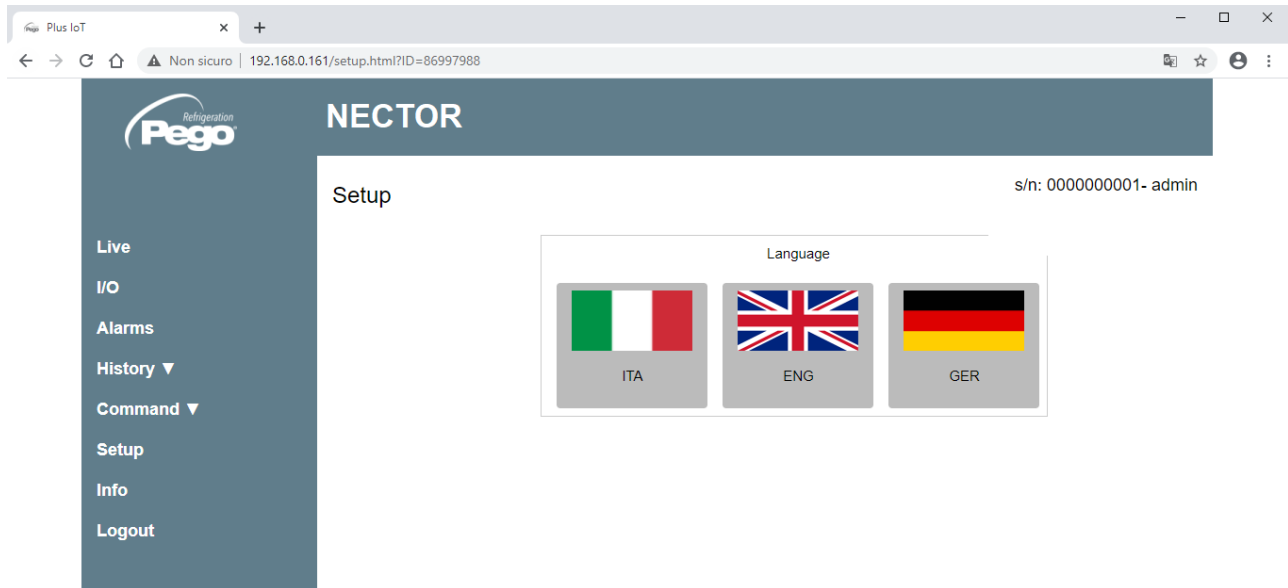 Plus IoT
Non sicuro | 192.168.0.161/setup.html?ID=86997988
Refrigeration
Pego
NECTOR
Setup
s/n: 0000000001- admin
Live
I/O
Alarms
History ▼
Command ▼
Setup
Info
Logout
Language
ITA
ENG
GER